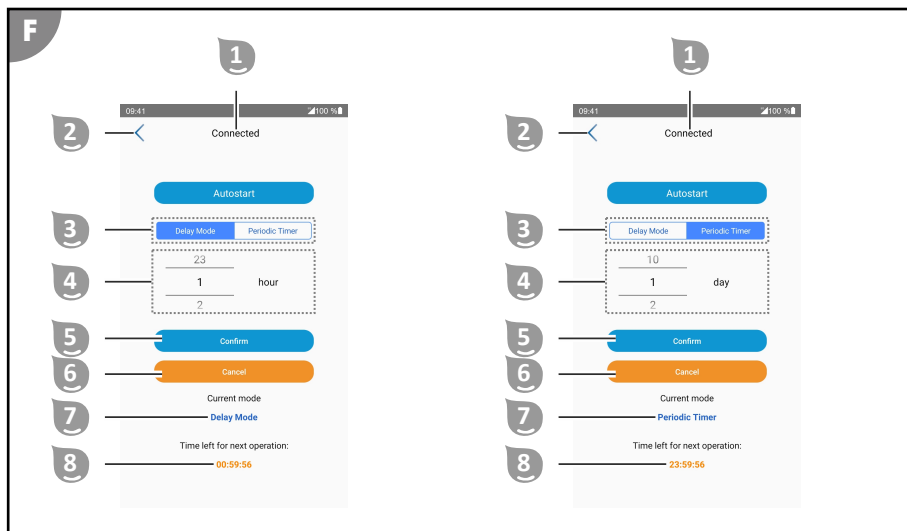 F
1
09:41 100 %
2 Connected
Autostart
3 Delay Mode Periodic Timer
23
4 1 hour
2
5 Confirm
6 Cancel
Current mode
7 Delay Mode
Time left for next operation:
8 00:59:56
1
09:41 100 %
2 Connected
Autostart
3 Delay Mode Periodic Timer
10
4 1 day
2
5 Confirm
6 Cancel
Current mode
7 Periodic Timer
Time left for next operation:
8 23:59:56